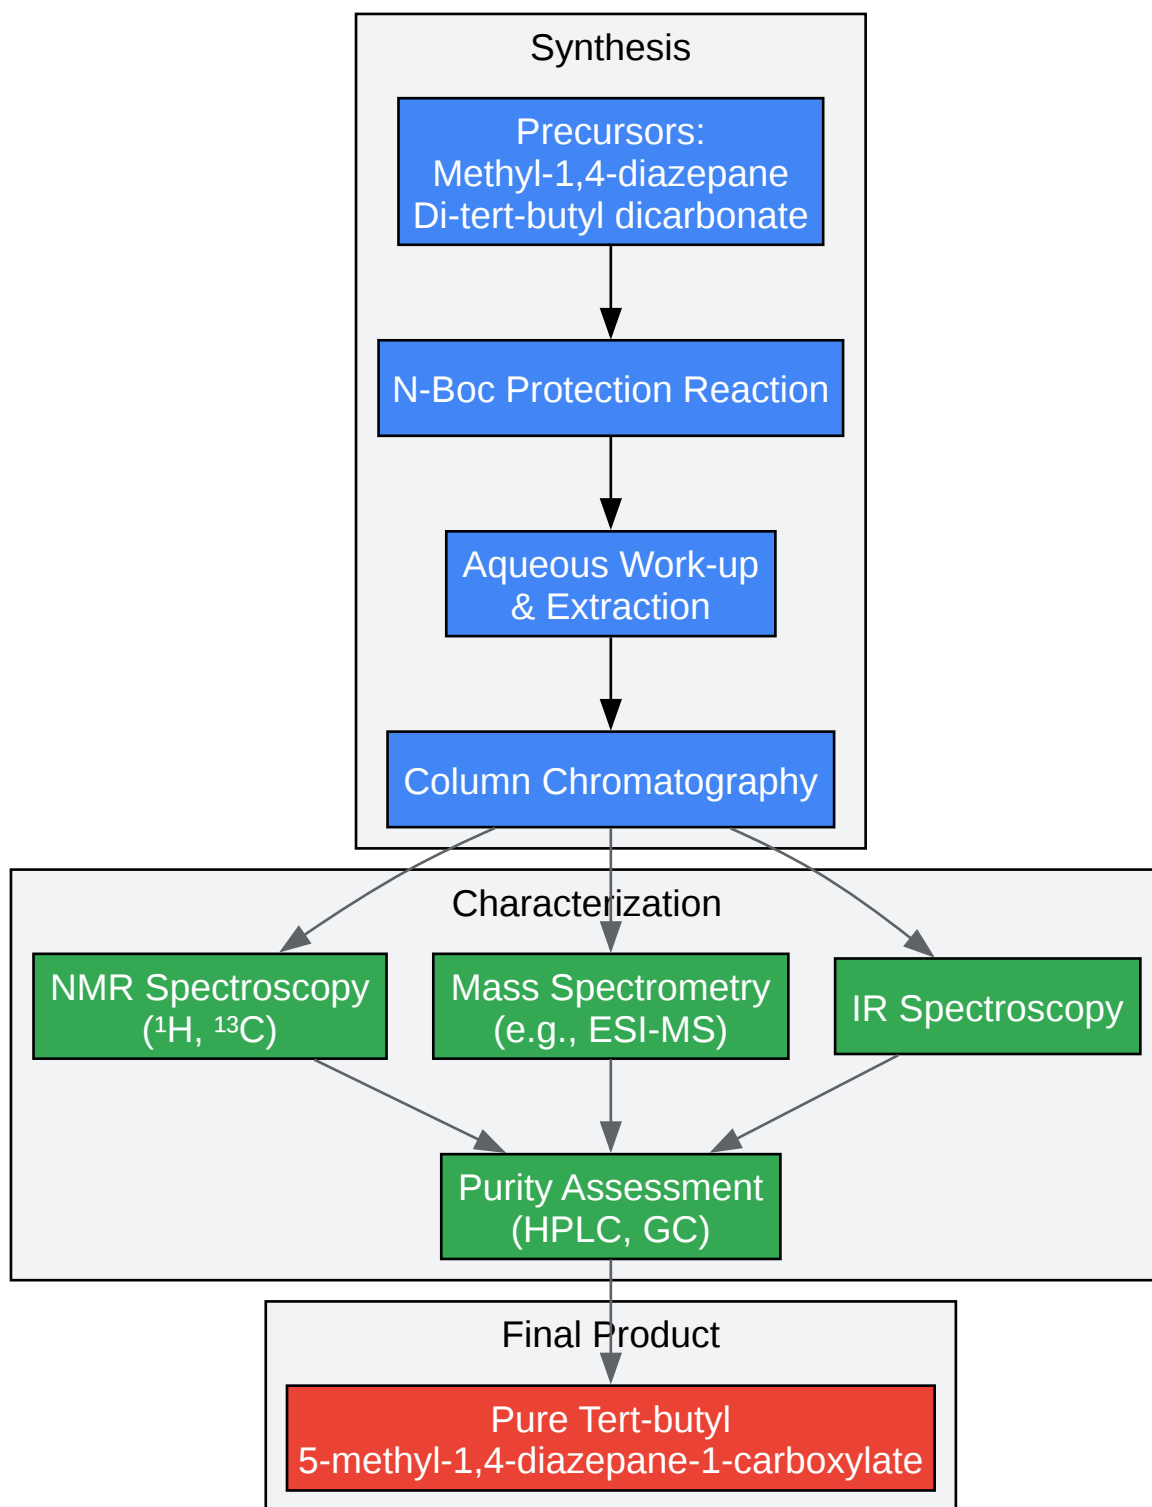 Synthesis
Precursors:
Methyl-1,4-diazepane
Di-tert-butyl dicarbonate
N-Boc Protection Reaction
Aqueous Work-up
& Extraction
Column Chromatography
Characterization
NMR Spectroscopy
(¹H, ¹³C)
Mass Spectrometry
(e.g., ESI-MS)
IR Spectroscopy
Purity Assessment
(HPLC, GC)
Final Product
Pure Tert-butyl
5-methyl-1,4-diazepane-1-carboxylate